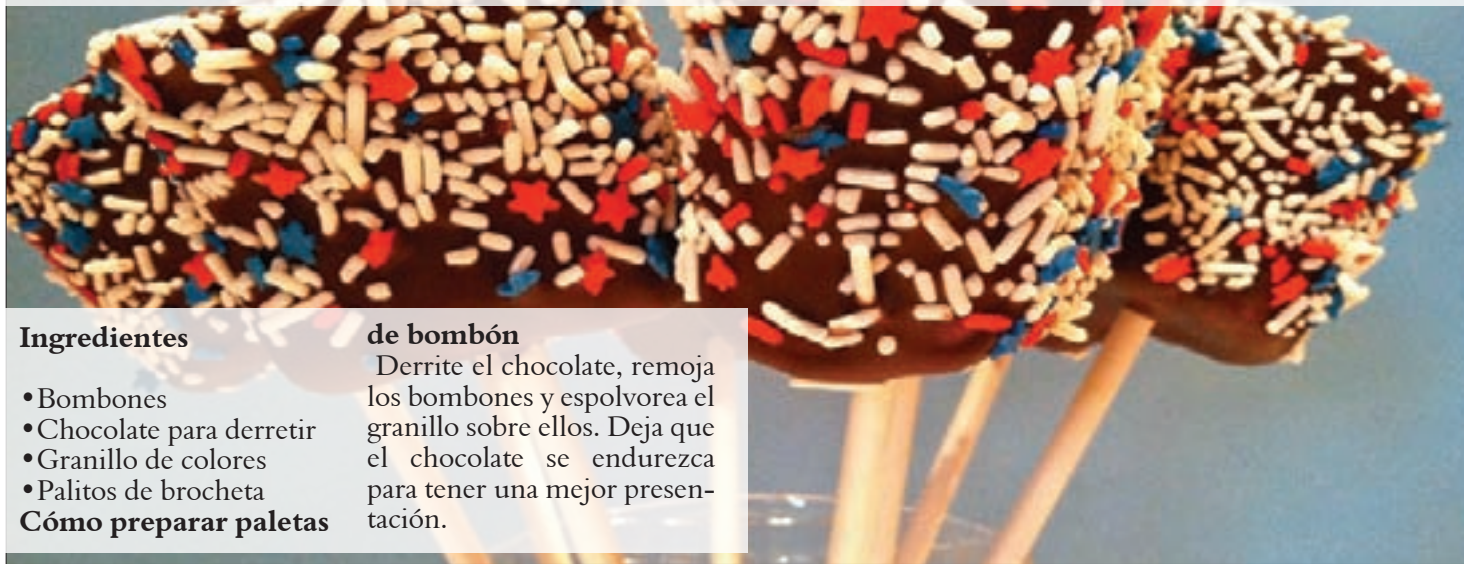 Ingredientes
•Bombones
•Chocolate para derretir
•Granillo de colores
•Palitos de brocheta
Cómo preparar paletas
de bombón
Derrite el chocolate, remoja
los bombones y espolvorea el
granillo sobre ellos. Deja que
el chocolate se endurezca
para tener una mejor presen-
tación.